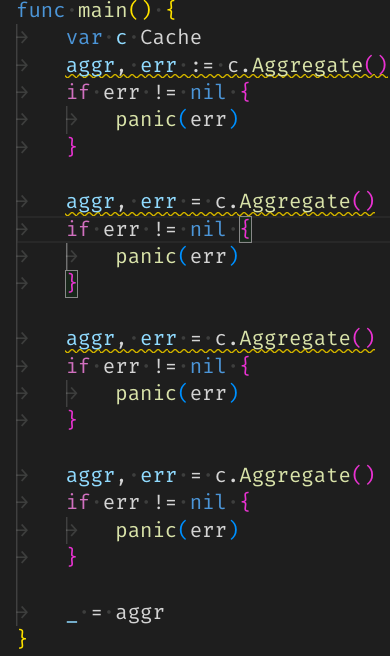 func main() {
    var c Cache
    aggr, err := c.Aggregate()
    if err != nil {
        panic(err)
    }

    aggr, err = c.Aggregate()
    if err != nil {
        panic(err)
    }

    aggr, err = c.Aggregate()
    if err != nil {
        panic(err)
    }

    aggr, err = c.Aggregate()
    if err != nil {
        panic(err)
    }

    _ = aggr
}